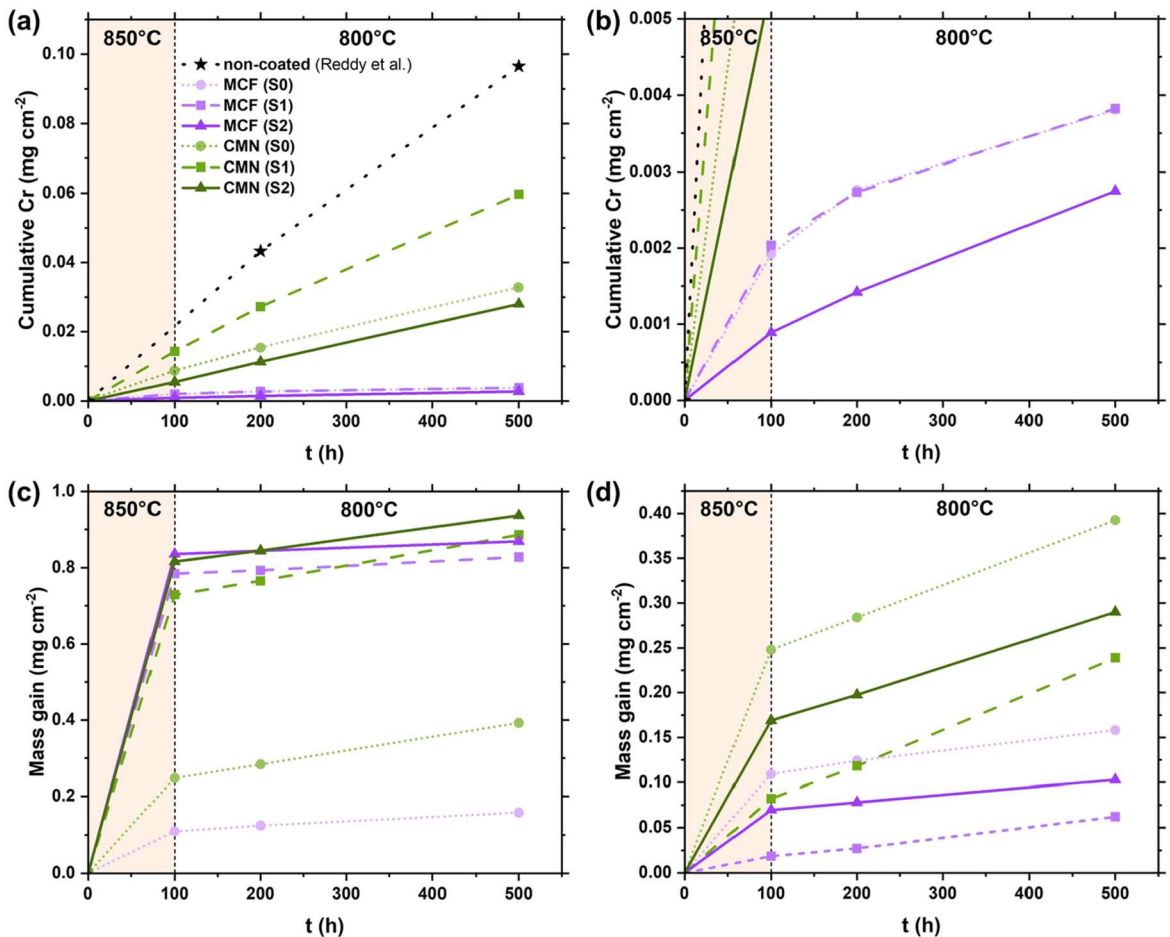 (a)
850°C
800°C
0.10
0.08
0.06
0.04
0.02
0.00
Cumulative Cr (mg cm-2)
non-coated (Reddy et al.)
MCF (S0)
MCF (S1)
MCF (S2)
CMN (S0)
CMN (S1)
CMN (S2)
0 100 200 300 400 500
t (h)
(b)
850°C
800°C
0.005
0.004
0.003
0.002
0.001
0.000
Cumulative Cr (mg cm-2)
0 100 200 300 400 500
t (h)
(c)
850°C
800°C
1.0
0.8
0.6
0.4
0.2
0.0
Mass gain (mg cm-2)
0 100 200 300 400 500
t (h)
(d)
850°C
800°C
0.40
0.35
0.30
0.25
0.20
0.15
0.10
0.05
0.00
Mass gain (mg cm-2)
0 100 200 300 400 500
t (h)